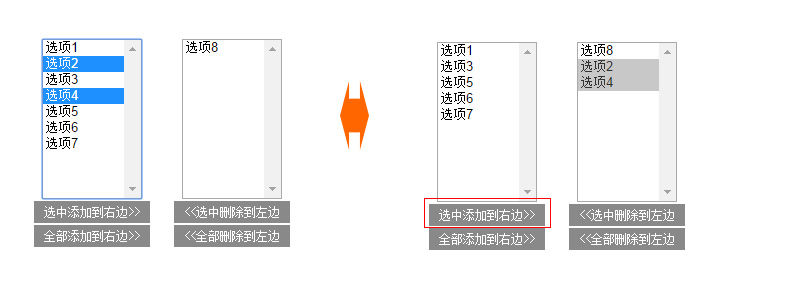 选项1
选项2
选项3
选项4
选项5
选项6
选项7
选项8
选中添加到右边>>
<<选中删除到左边
全部添加到右边>>
<<全部删除到左边
选项1
选项3
选项5
选项6
选项7
选项8
选项2
选项4
选中添加到右边>>
<<选中删除到左边
全部添加到右边>>
<<全部删除到左边